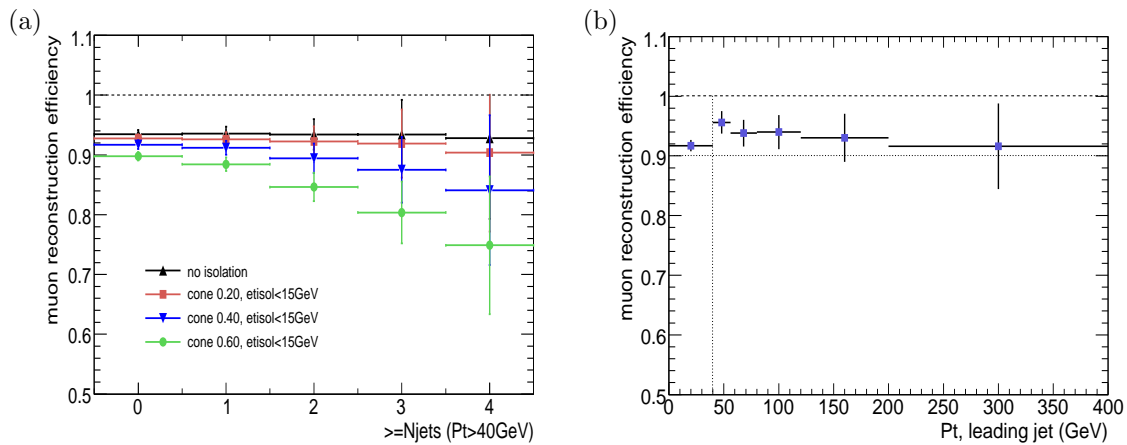 (a)
muon reconstruction efficiency
1.1
1
0.9
0.8
0.7
0.6
0.5
no isolation
cone 0.20, etisol<15GeV
cone 0.40, etisol<15GeV
cone 0.60, etisol<15GeV
0 1 2 3 4
>=Njets (Pt>40GeV)
(b)
muon reconstruction efficiency
1.1
1
0.9
0.8
0.7
0.6
0.5
0 50 100 150 200 250 300 350 400
Pt, leading jet (GeV)